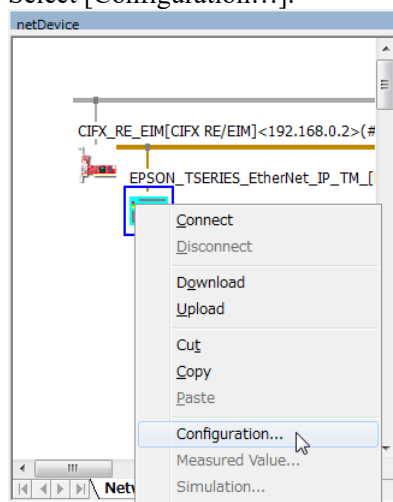 Select [Configuration…].
netDevice
CIFX_RE_EIM[CIFX RE/EIM]<192.168.0.2>(#
EPSON_TSERIES_EtherNet_IP_TM_[
Connect
Disconnect
Download
Upload
Cut
Copy
Paste
Configuration...
Measured Value...
Simulation...
Netw